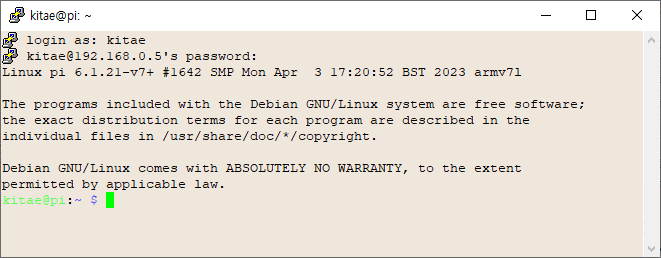 kitae@pi: ~
login as: kitae
kitae@192.168.0.5's password:
Linux pi 6.1.21-v7+ #1642 SMP Mon Apr  3 17:20:52 BST 2023 armv7l

The programs included with the Debian GNU/Linux system are free software;
the exact distribution terms for each program are described in the
individual files in /usr/share/doc/*/copyright.

Debian GNU/Linux comes with ABSOLUTELY NO WARRANTY, to the extent
permitted by applicable law.
kitae@pi:~ $